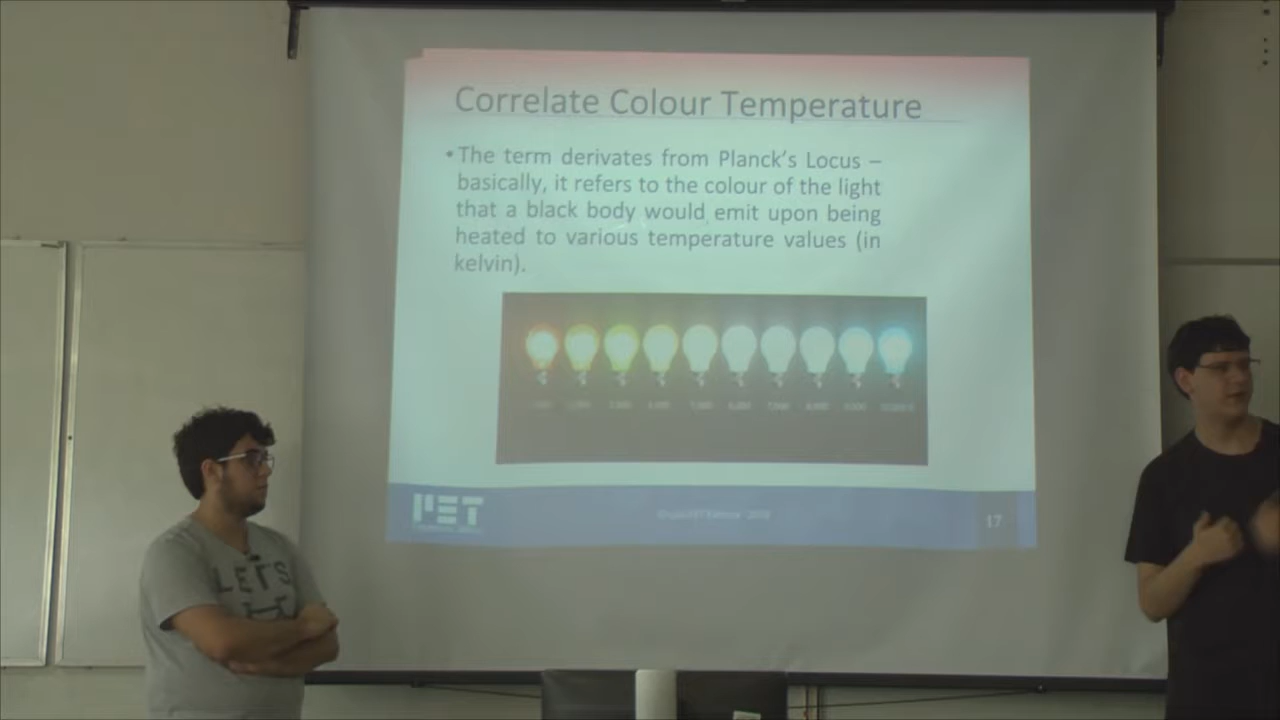 Correlate Colour Temperature
•The term derivates from Planck's Locus –
basically, it refers to the colour of the light
that a black body would emit upon being
heated to various temperature values (in
kelvin).
PET
17
LETS